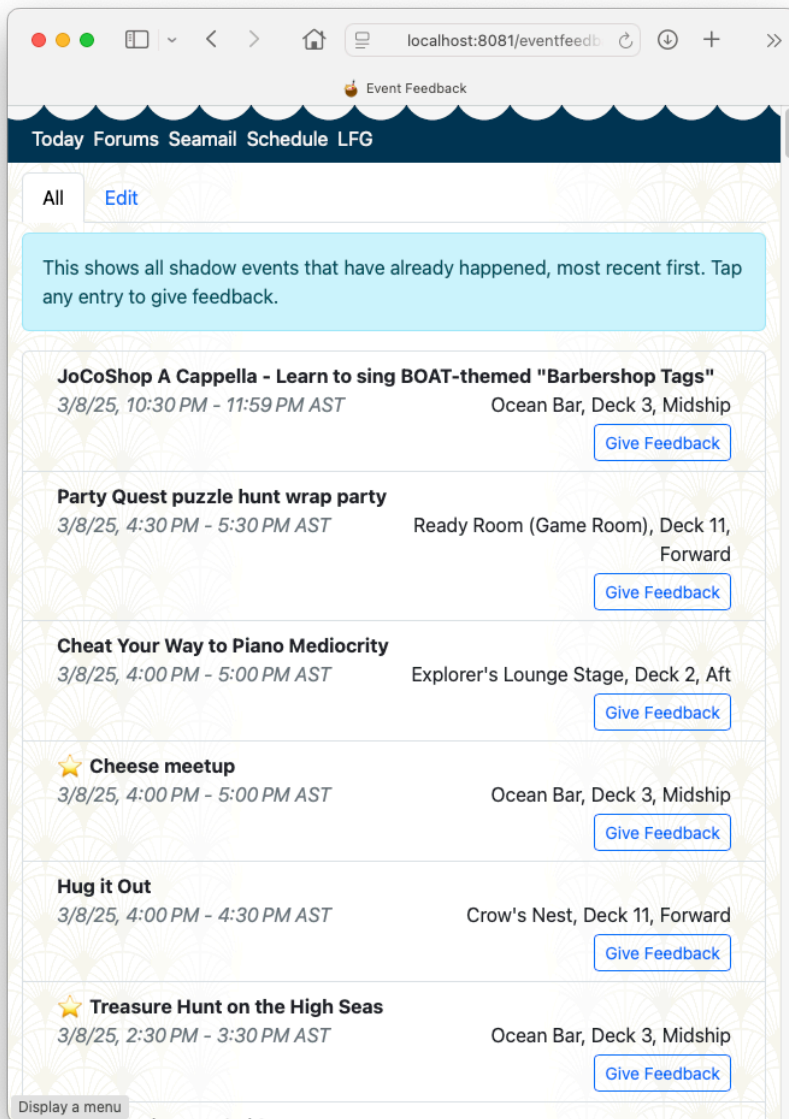 localhost:8081/eventfeedb
Event Feedback
Today Forums Seamail Schedule LFG
All Edit
This shows all shadow events that have already happened, most recent first. Tap
any entry to give feedback.
JoCoShop A Cappella - Learn to sing BOAT-themed "Barbershop Tags"
3/8/25, 10:30 PM - 11:59 PM AST Ocean Bar, Deck 3, Midship
Give Feedback
Party Quest puzzle hunt wrap party
3/8/25, 4:30 PM - 5:30 PM AST Ready Room (Game Room), Deck 11,
Forward
Give Feedback
Cheat Your Way to Piano Mediocrity
3/8/25, 4:00 PM - 5:00 PM AST Explorer's Lounge Stage, Deck 2, Aft
Give Feedback
Cheese meetup
3/8/25, 4:00 PM - 5:00 PM AST Ocean Bar, Deck 3, Midship
Give Feedback
Hug it Out
3/8/25, 4:00 PM - 4:30 PM AST Crow's Nest, Deck 11, Forward
Give Feedback
Treasure Hunt on the High Seas
3/8/25, 2:30 PM - 3:30 PM AST Ocean Bar, Deck 3, Midship
Give Feedback
Display a menu